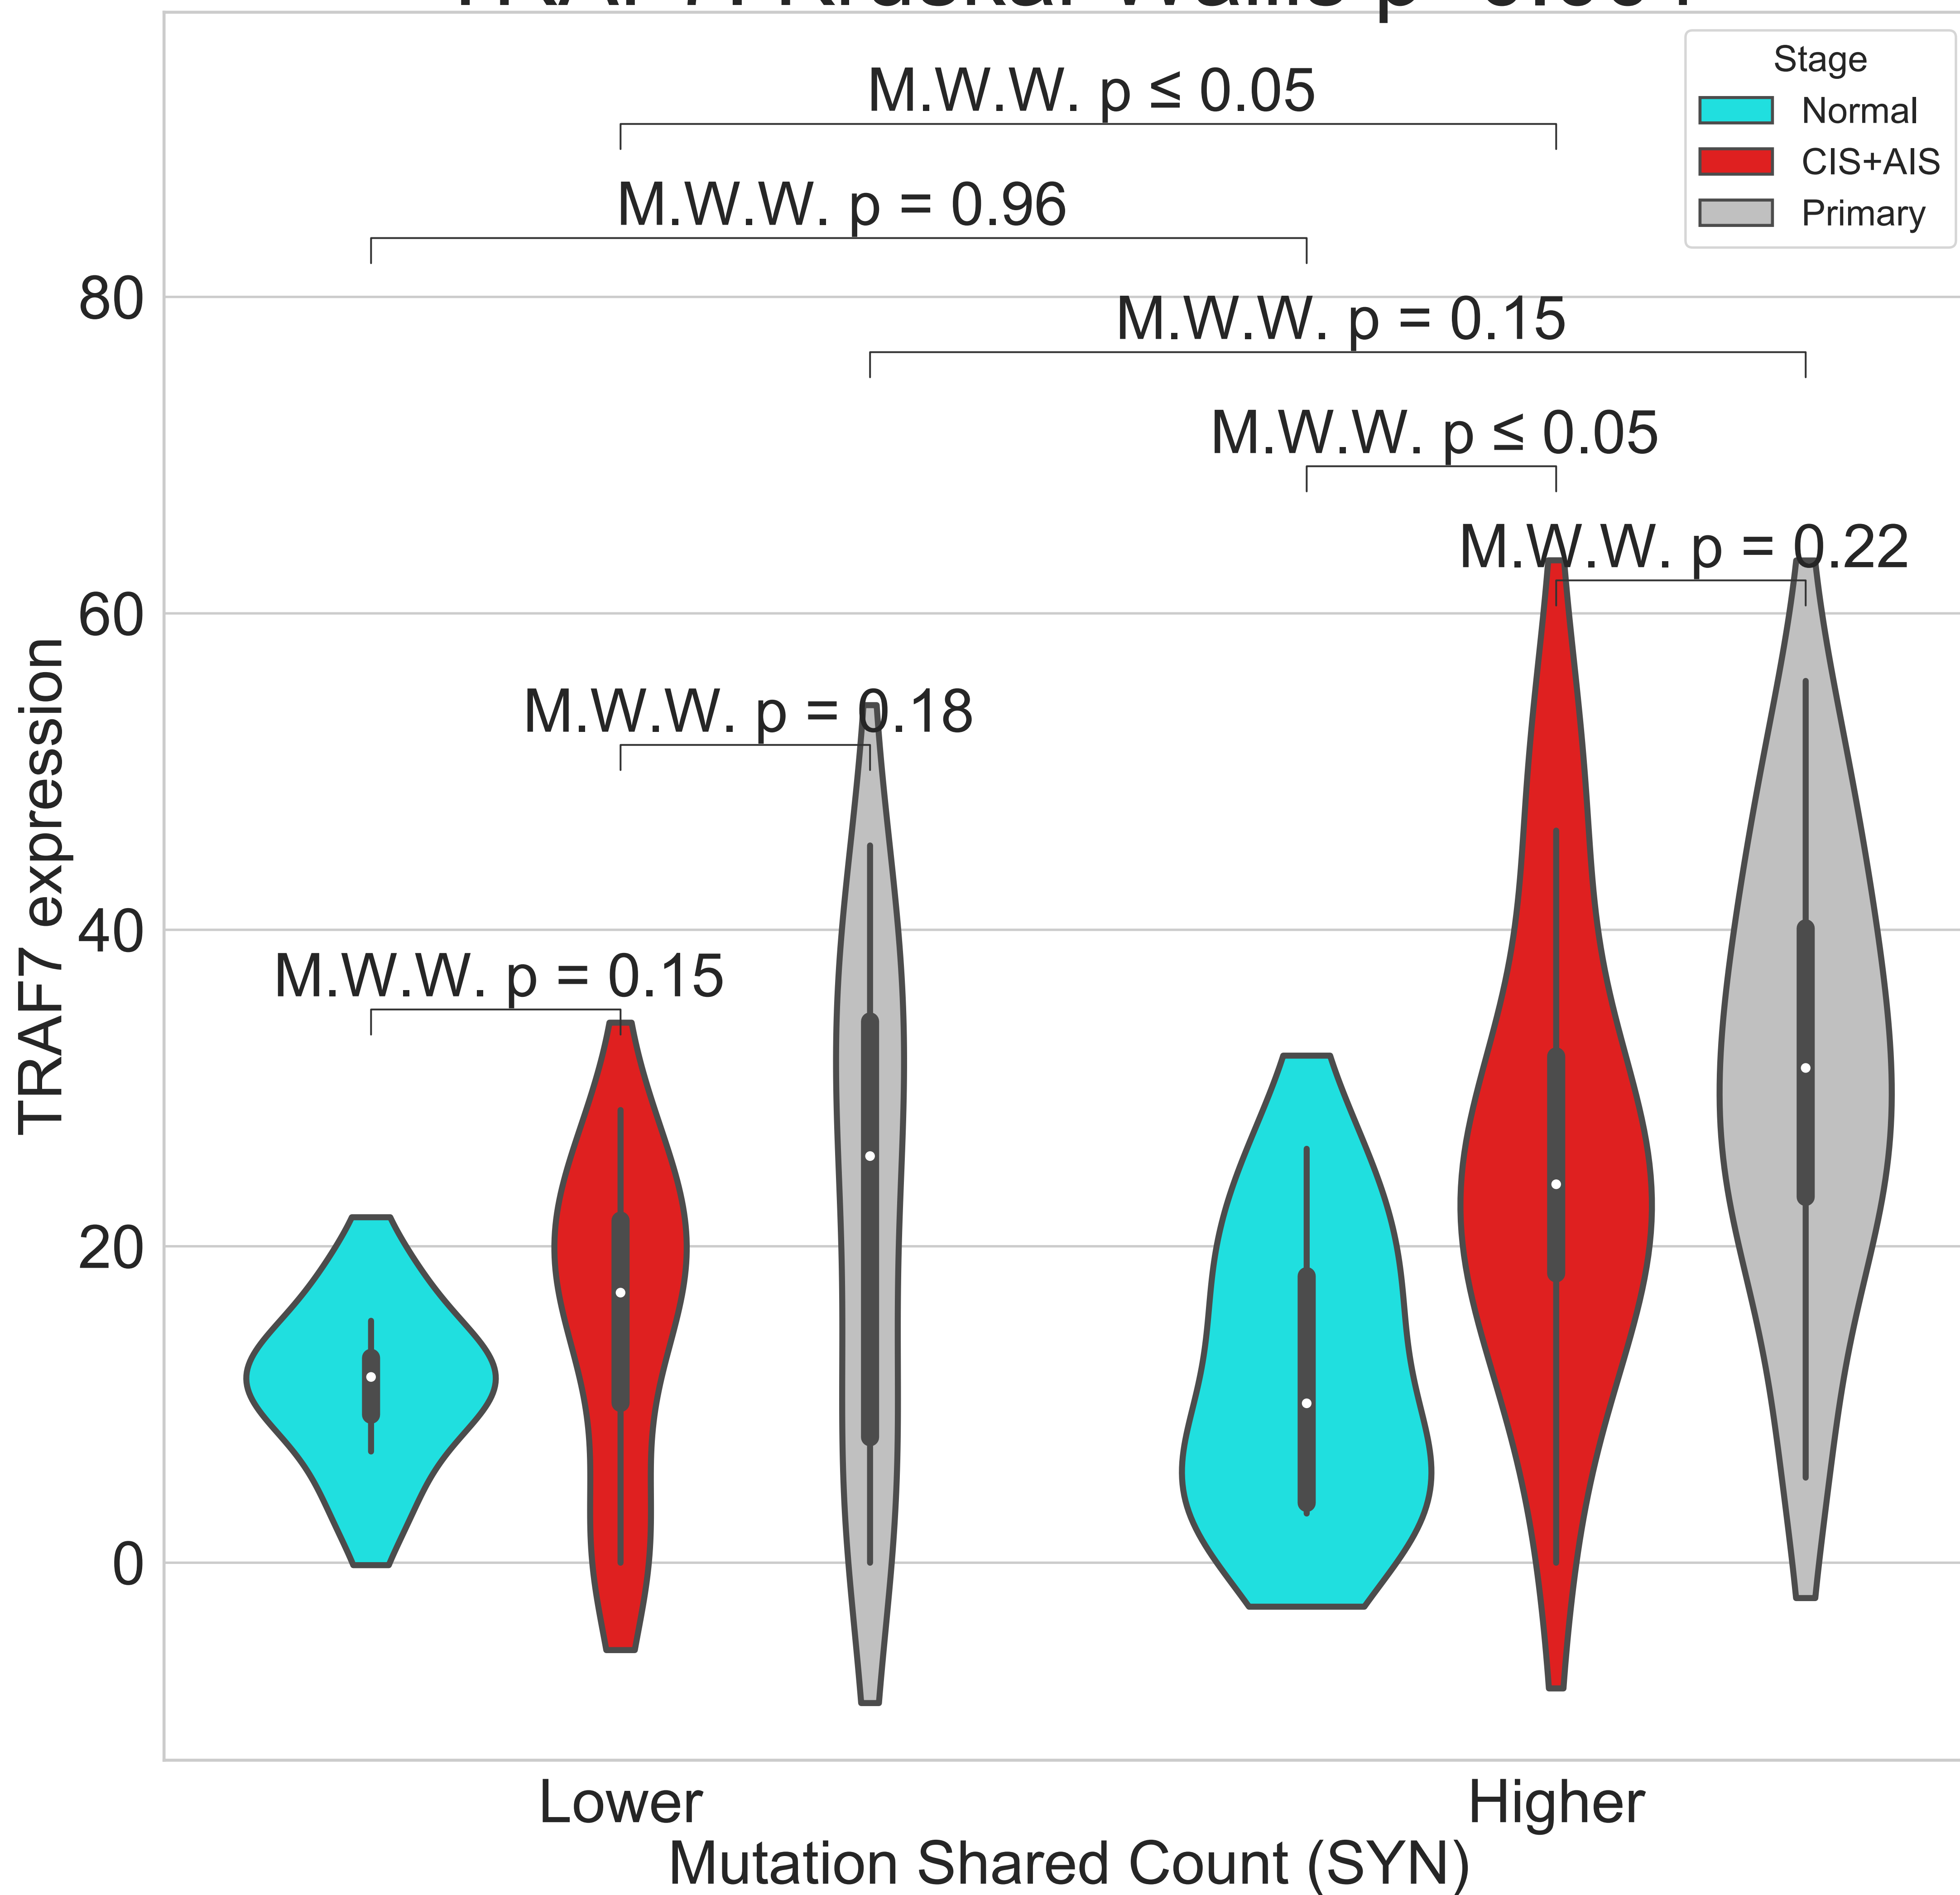 M.W.W. p ≤ 0.05
M.W.W. p = 0.96
M.W.W. p = 0.15
M.W.W. p ≤ 0.05
M.W.W. p = 0.22
M.W.W. p = 0.18
M.W.W. p = 0.15
Stage
Normal
CIS+AIS
Primary
80
60
40
20
0
TRAF7 expression
Lower
Higher
Mutation Shared Count (SYN)